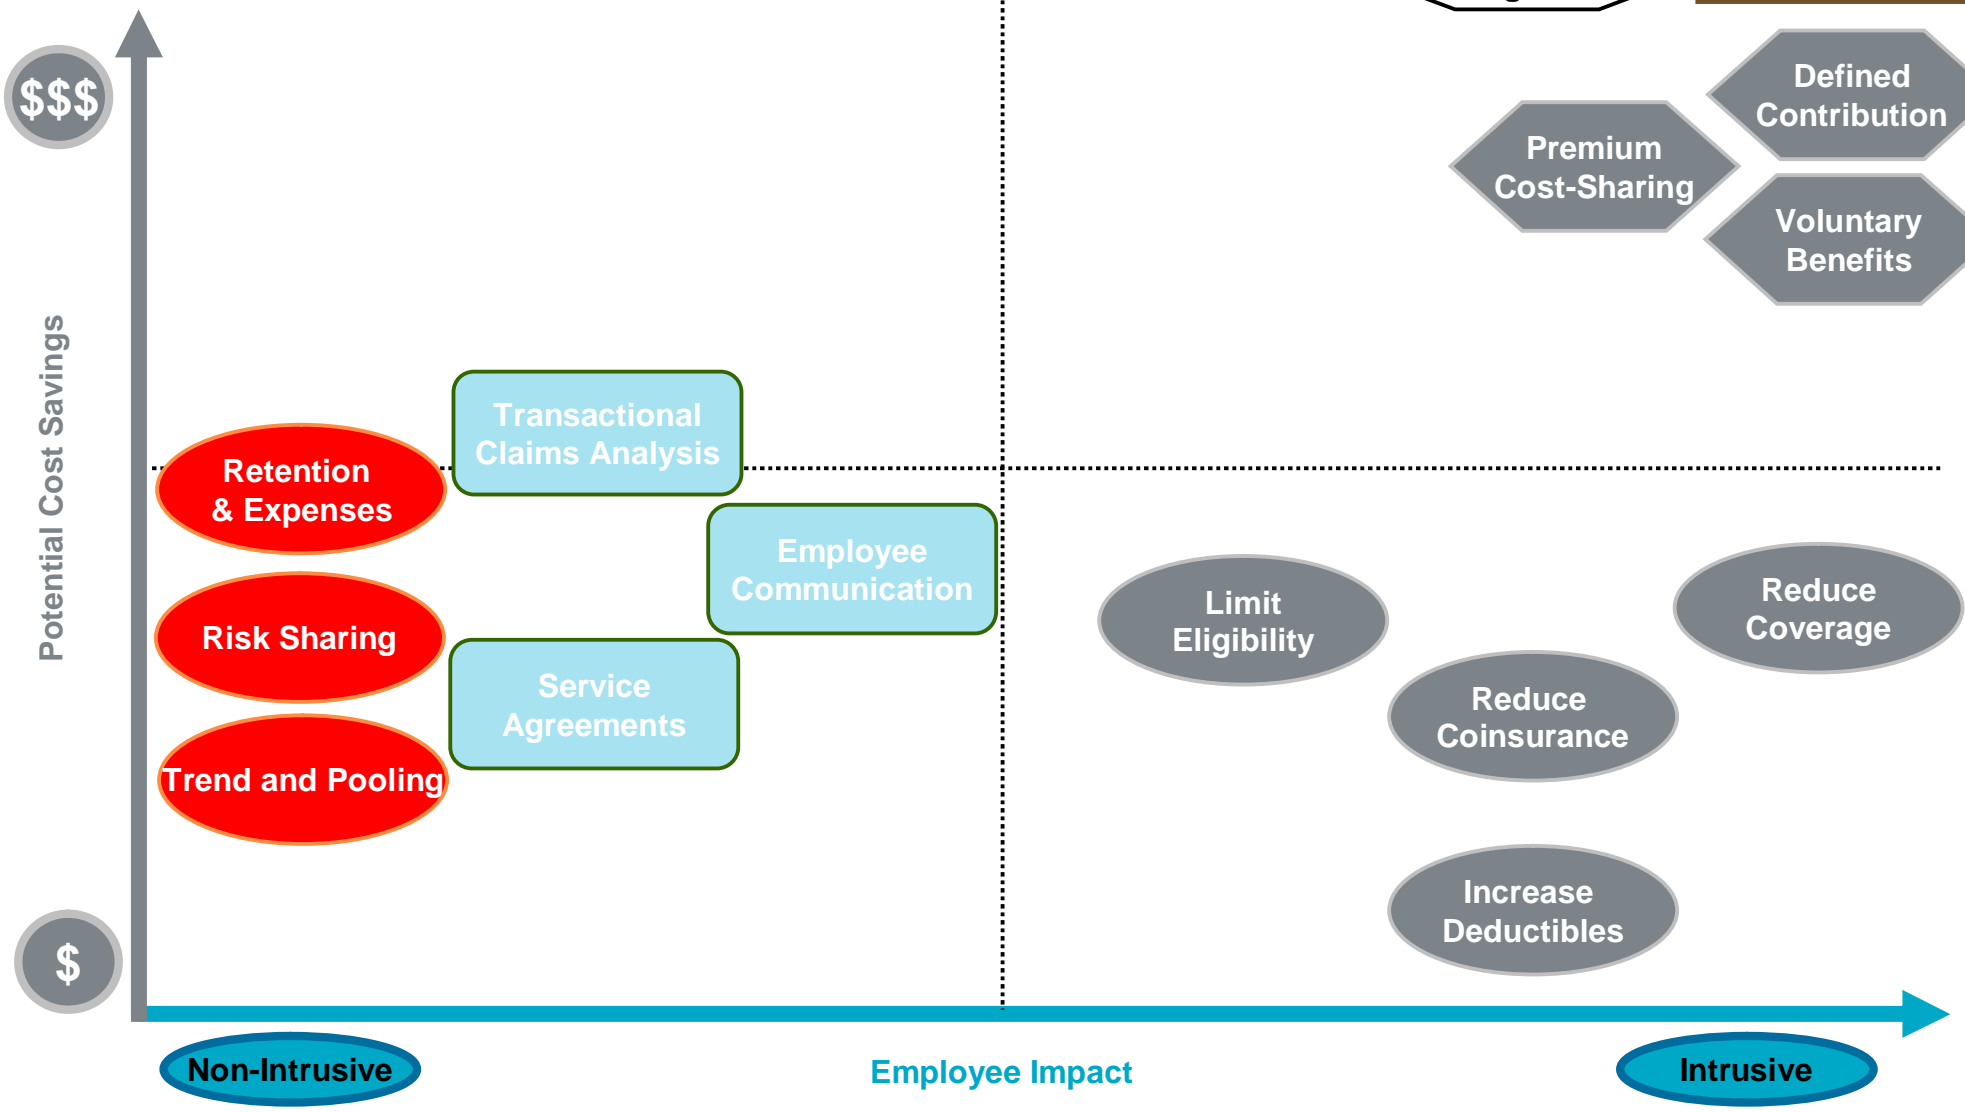 $$$
Defined
Contribution
Premium
Cost-Sharing
Voluntary
Benefits
Potential Cost Savings
Transactional
Claims Analysis
Retention
& Expenses
Employee
Communication
Limit
Eligibility
Reduce
Coverage
Risk Sharing
Service
Agreements
Reduce
Coinsurance
Trend and Pooling
Increase
Deductibles
$
Non-Intrusive
Employee Impact
Intrusive